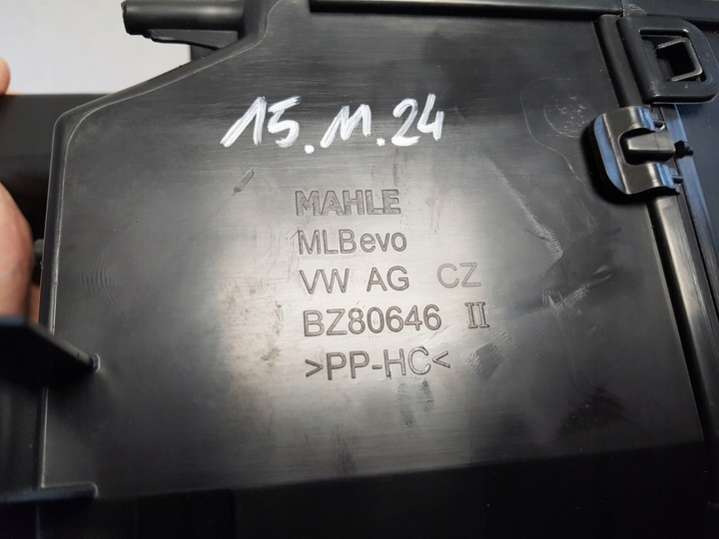 15.11.24
MAHLE
MLBevo
VW AG CZ
BZ80646 II
>PP-HC<